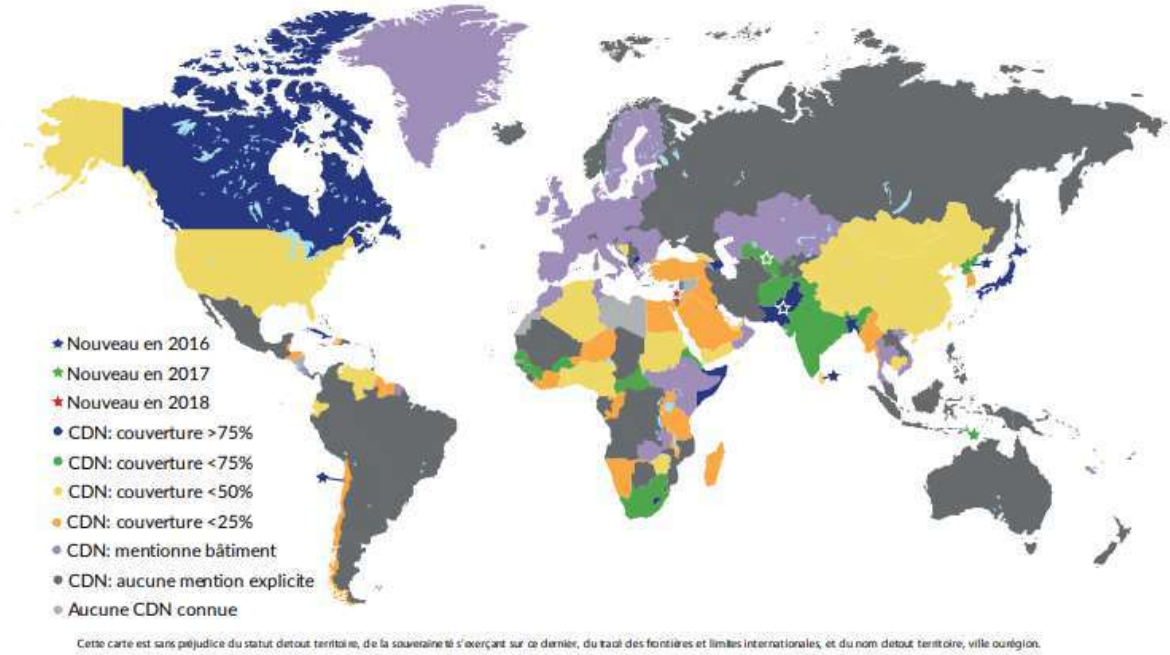 Nouveau en 2016
Nouveau en 2017
Nouveau en 2018
CDN: couverture >75%
CDN: couverture <75%
CDN: couverture <50%
CDN: couverture <25%
CDN: mentionne bâtiment
CDN: aucune mention explicite
Aucune CDN connue
Cette carte est sans préjudice du statut detout territoire, de la souveraineté s'exerçant sur ce dernier, du tracé des frontières et limites internationales, et du nom detout territoire, ville ourégion.